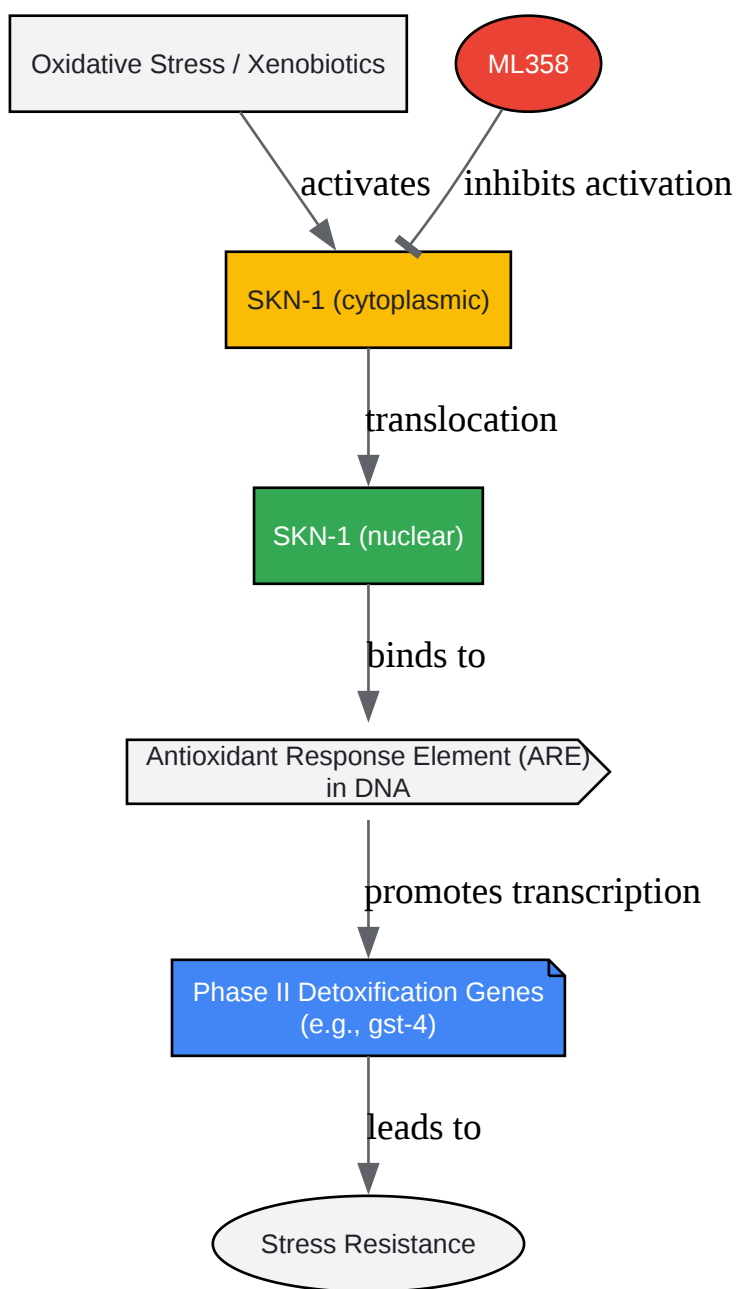 Oxidative Stress / Xenobiotics
ML358
activates
inhibits activation
SKN-1 (cytoplasmic)
translocation
SKN-1 (nuclear)
binds to
Antioxidant Response Element (ARE)
in DNA
promotes transcription
Phase II Detoxification Genes
(e.g., gst-4)
leads to
Stress Resistance